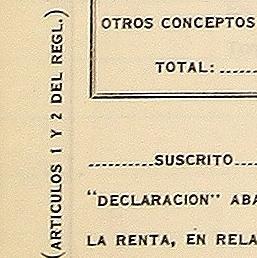 (ARTICULOS 1 Y 2 DEL REGL.)
OTROS CONCEPTOS
TOTAL:.......
..........SUSCRITO....
"DECLARACION" ABA
LA RENTA, EN RELA